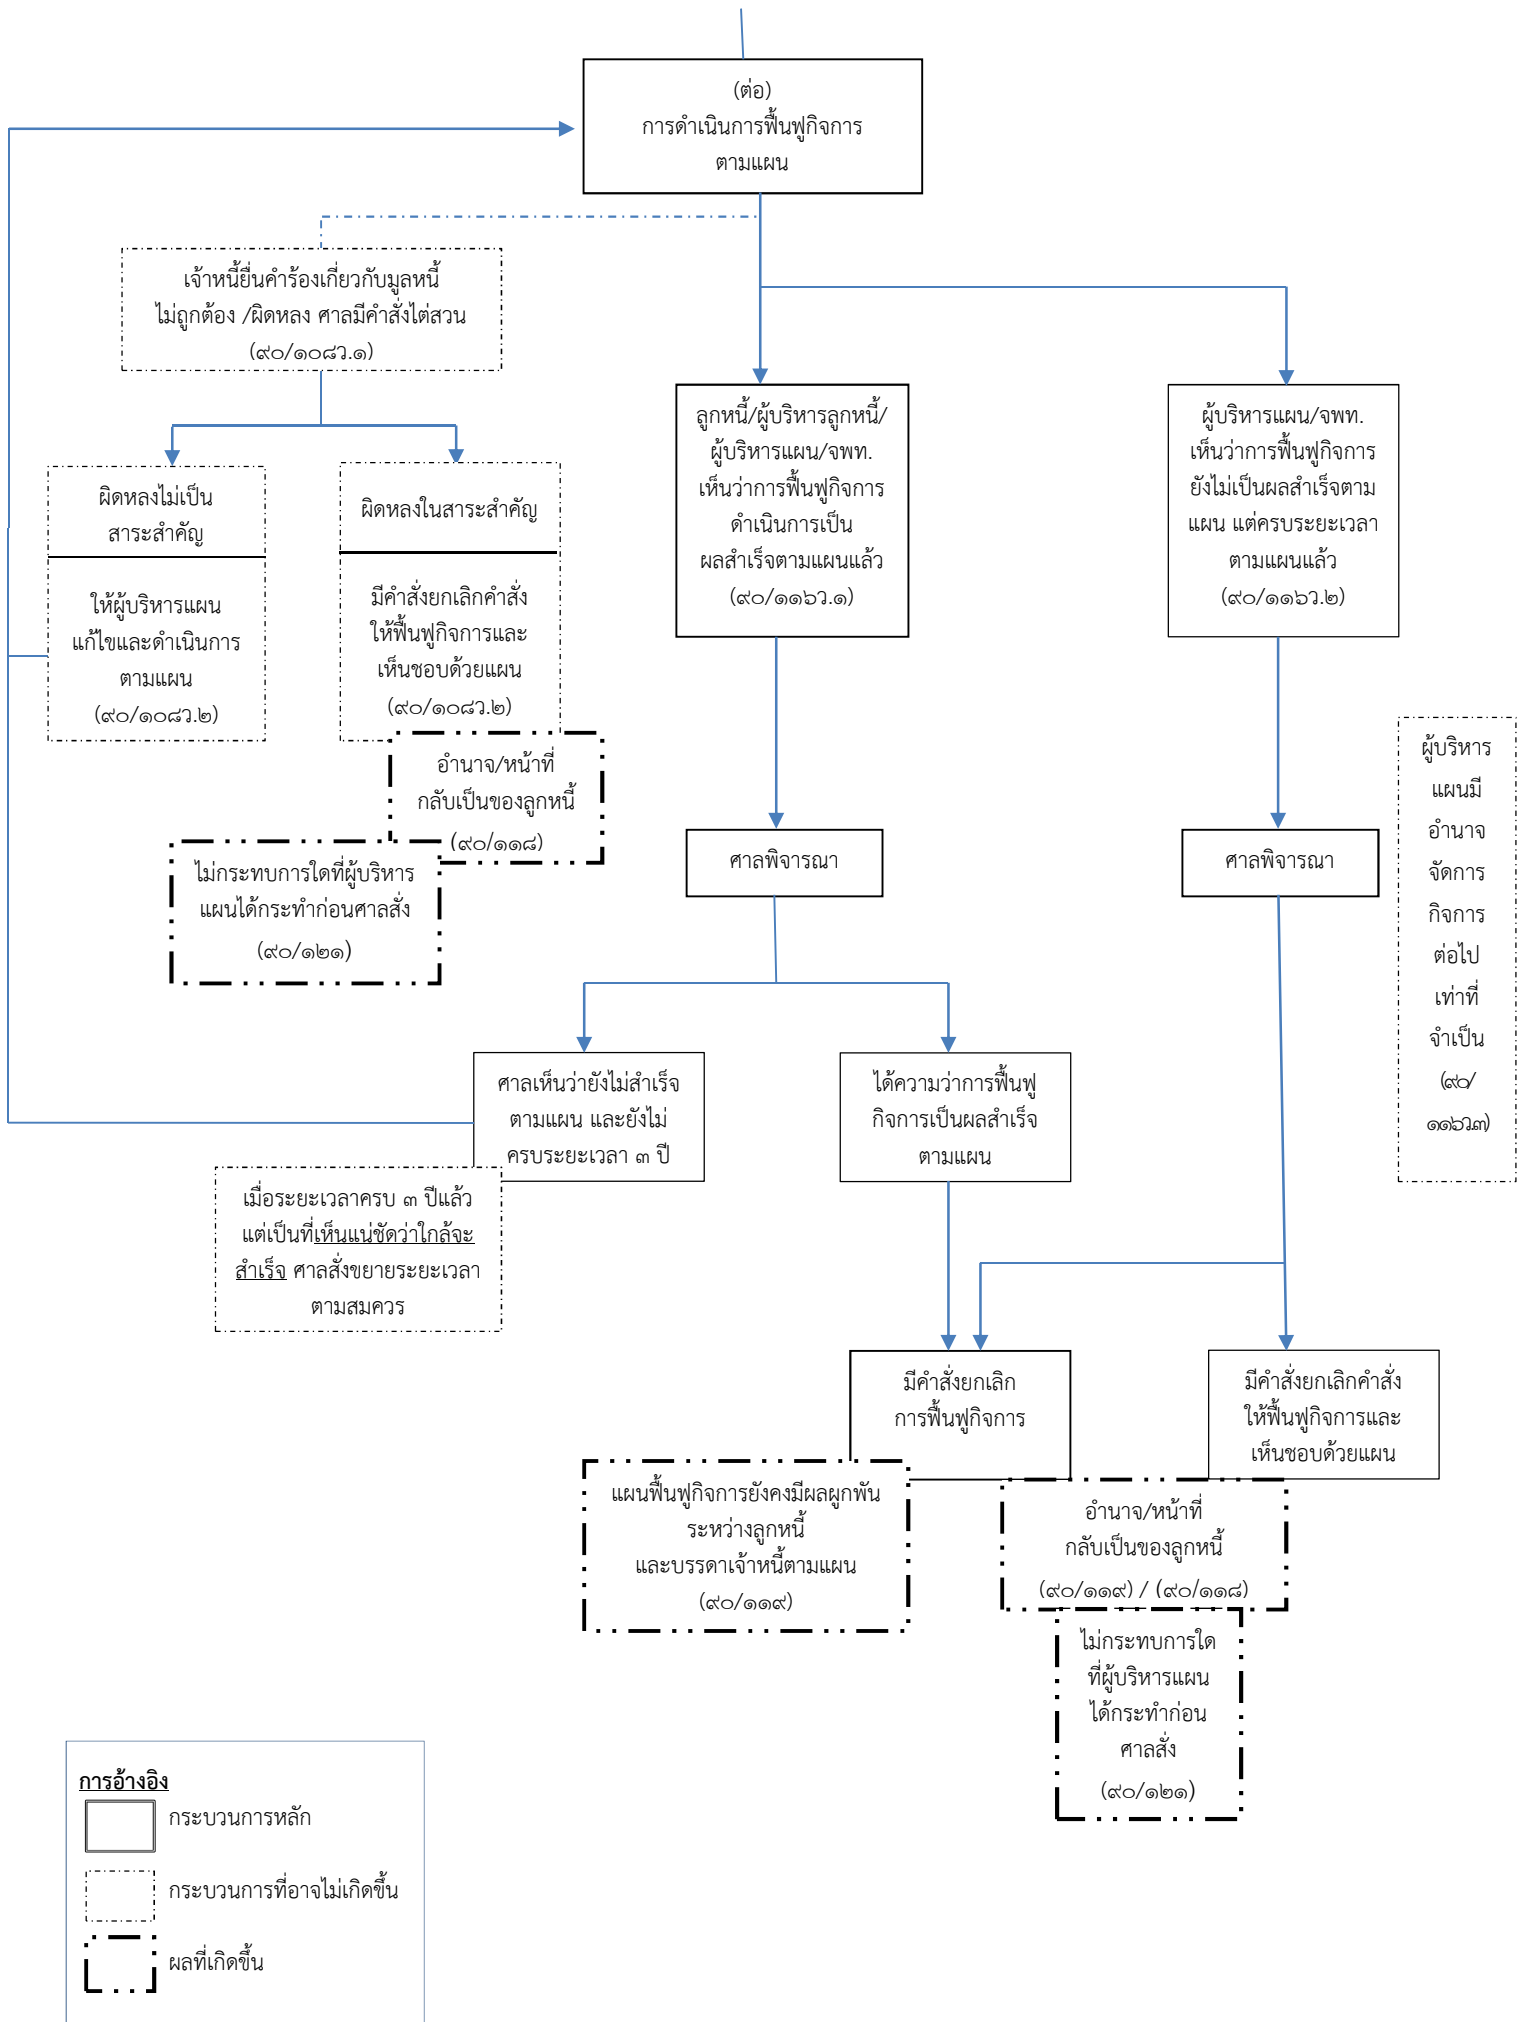 (ต่อ)
การดำเนินการฟื้นฟูกิจการ
ตามแผน
เจ้าหนี้ยื่นคำร้องเกี่ยวกับมูลหนี้
ไม่ถูกต้อง /ผิดหลง ศาลมีคำสั่งไต่สวน
(๙๐/๑๐๘ว.๑)
ผิดหลงไม่เป็น
สาระสำคัญ
ให้ผู้บริหารแผน
แก้ไขและดำเนินการ
ตามแผน
(๙๐/๑๐๘ว.๒)
ผิดหลงในสาระสำคัญ
มีคำสั่งยกเลิกคำสั่ง
ให้ฟื้นฟูกิจการและ
เห็นชอบด้วยแผน
(๙๐/๑๐๘ว.๒)
อำนาจ/หน้าที่
กลับเป็นของลูกหนี้
(๙๐/๑๑๘)
ไม่กระทบการใดที่ผู้บริหาร
แผนได้กระทำก่อนศาลสั่ง
(๙๐/๑๒๑)
ลูกหนี้/ผู้บริหารลูกหนี้/
ผู้บริหารแผน/จพท.
เห็นว่าการฟื้นฟูกิจการ
ดำเนินการเป็น
ผลสำเร็จตามแผนแล้ว
(๙๐/๑๑๖ว.๑)
ผู้บริหารแผน/จพท.
เห็นว่าการฟื้นฟูกิจการ
ยังไม่เป็นผลสำเร็จตาม
แผน แต่ครบระยะเวลา
ตามแผนแล้ว
(๙๐/๑๑๖ว.๒)
ผู้บริหาร
แผนมี
อำนาจ
จัดการ
กิจการ
ต่อไป
เท่าที่
จำเป็น
(๙๐/
๑๑๖ว.๓)
ศาลพิจารณา
ศาลพิจารณา
ศาลเห็นว่ายังไม่สำเร็จ
ตามแผน และยังไม่
ครบระยะเวลา ๓ ปี
ได้ความว่าการฟื้นฟู
กิจการเป็นผลสำเร็จ
ตามแผน
เมื่อระยะเวลาครบ ๓ ปีแล้ว
แต่เป็นที่เห็นแน่ชัดว่าใกล้จะ
สำเร็จ ศาลสั่งขยายระยะเวลา
ตามสมควร
มีคำสั่งยกเลิก
การฟื้นฟูกิจการ
มีคำสั่งยกเลิกคำสั่ง
ให้ฟื้นฟูกิจการและ
เห็นชอบด้วยแผน
แผนฟื้นฟูกิจการยังคงมีผลผูกพัน
ระหว่างลูกหนี้
และบรรดาเจ้าหนี้ตามแผน
(๙๐/๑๑๙)
อำนาจ/หน้าที่
กลับเป็นของลูกหนี้
(๙๐/๑๑๙) / (๙๐/๑๑๘)
ไม่กระทบการใด
ที่ผู้บริหารแผน
ได้กระทำก่อน
ศาลสั่ง
(๙๐/๑๒๑)
การอ้างอิง
กระบวนการหลัก
กระบวนการที่อาจไม่เกิดขึ้น
ผลที่เกิดขึ้น